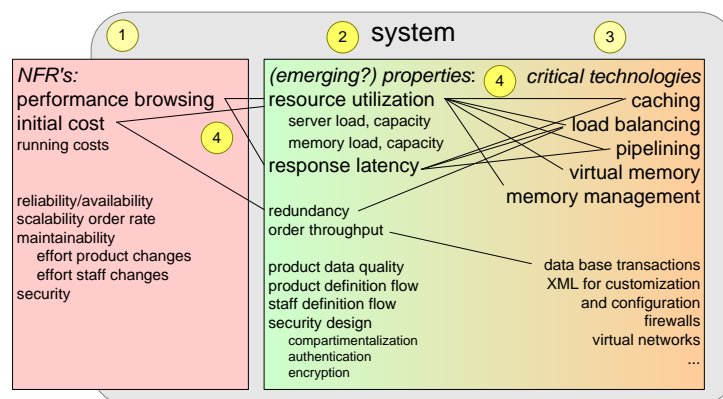 system
1
2
3
NFR's:
performance browsing
initial cost
running costs
4
reliability/availability
scalability order rate
maintainability
effort product changes
effort staff changes
security
(emerging?) properties:
4
resource utilization
server load, capacity
memory load, capacity
response latency
redundancy
order throughput
product data quality
product definition flow
staff definition flow
security design
compartimentalization
authentication
encryption
critical technologies
caching
load balancing
pipelining
virtual memory
memory management
data base transactions
XML for customization
and configuration
firewalls
virtual networks
...